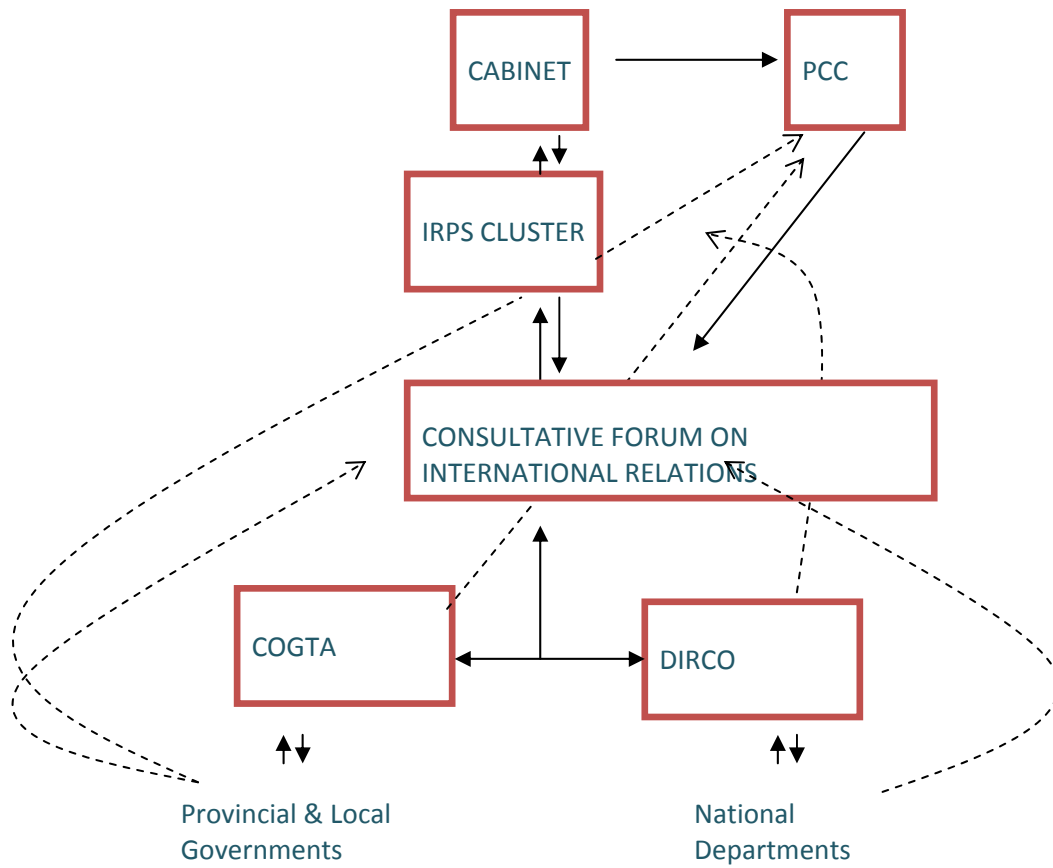 CABINET
PCC
IRPS CLUSTER
CONSULTATIVE FORUM ON
INTERNATIONAL RELATIONS
COGTA
DIRCO
Provincial & Local
Governments
National
Departments